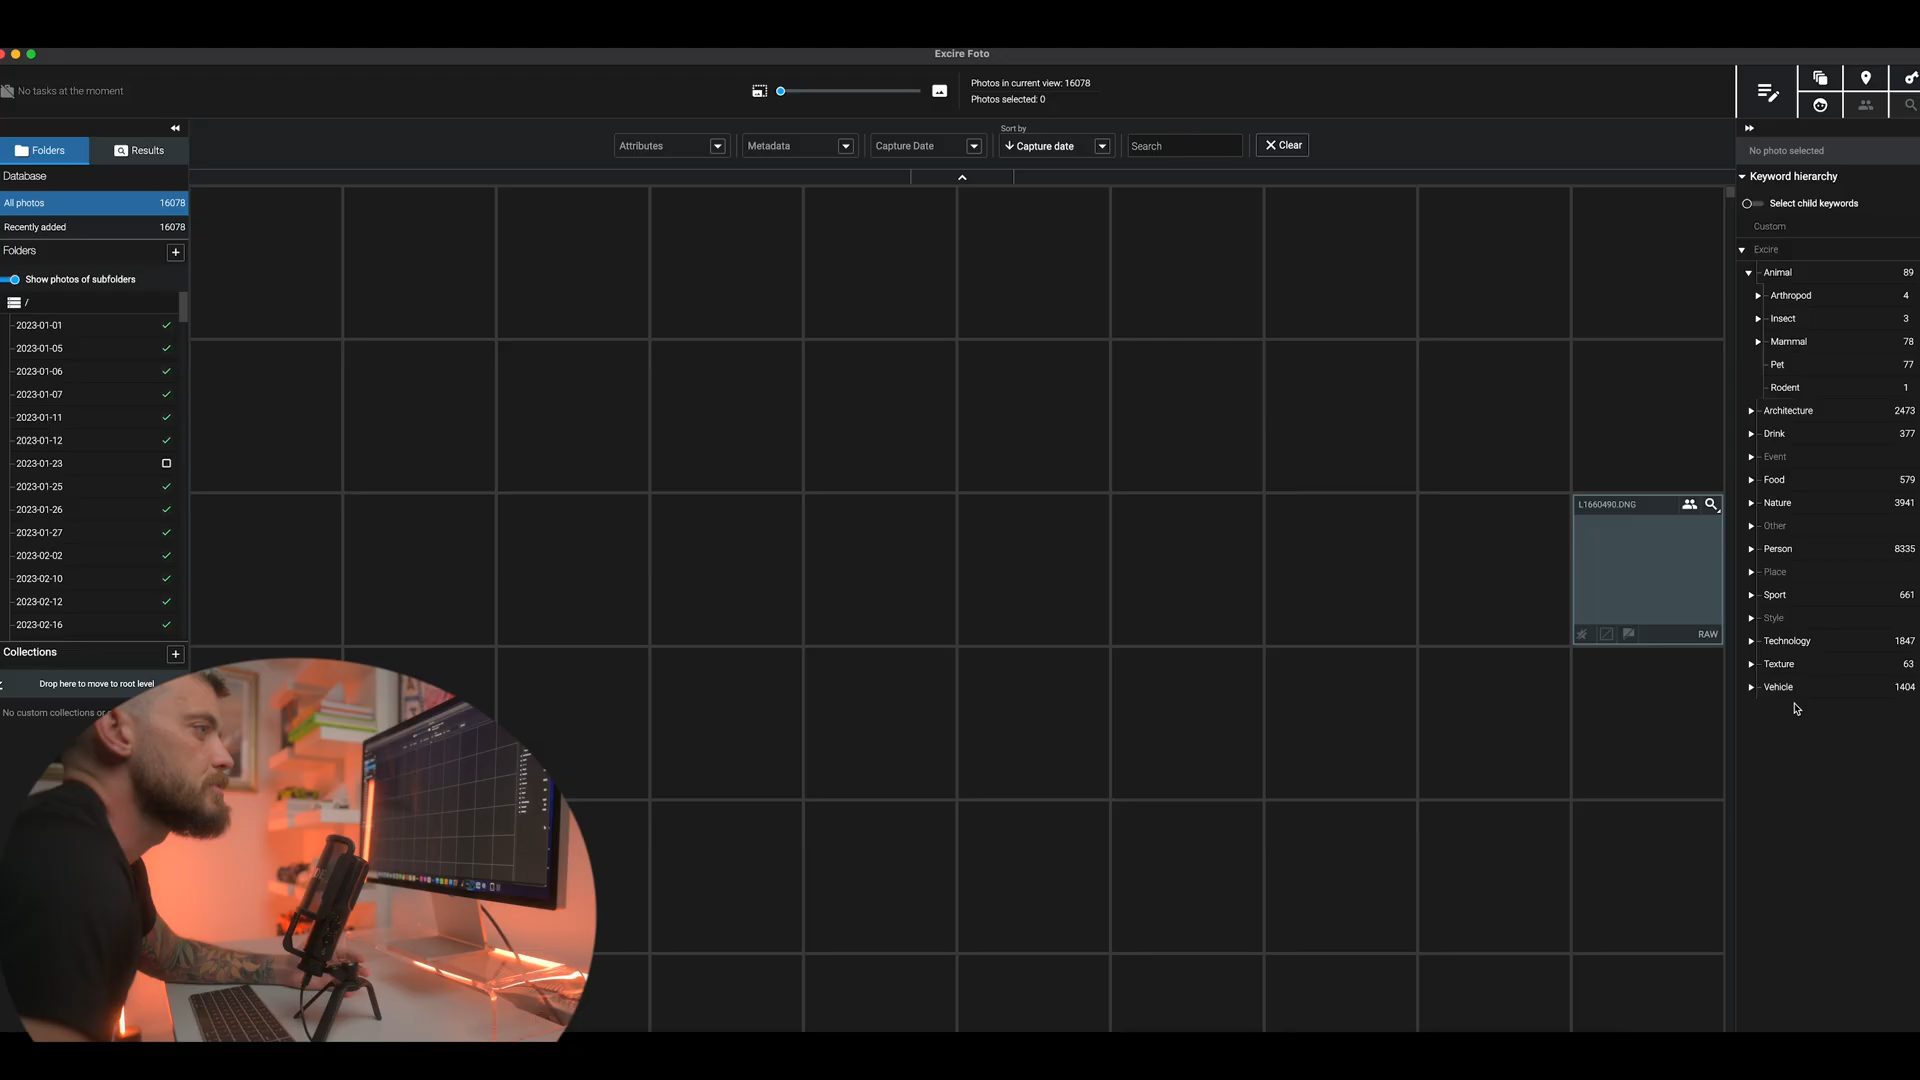 Excire Foto
No tasks at the moment
Photos in current view: 16078
Photos selected: 0
Folders
Results
Sort by
Attributes
Metadata
Capture Date
Capture date
Search
Clear
Database
All photos 16078
Recently added 16078
Folders
Show photos of subfolders
/
2023-01-01
2023-01-05
2023-01-06
2023-01-07
2023-01-11
2023-01-12
2023-01-23
2023-01-25
2023-01-26
2023-01-27
2023-02-02
2023-02-10
2023-02-12
2023-02-16
Collections
Drop here to move to root level
No custom collections or
L1660490.DNG
RAW
No photo selected
Keyword hierarchy
Select child keywords
Custom
Excire
Animal 89
Arthropod 4
Insect 3
Mammal 78
Pet 77
Rodent 1
Architecture 2473
Drink 377
Event
Food 579
Nature 3941
Other
Person 8335
Place
Sport 661
Style
Technology 1847
Texture 63
Vehicle 1404